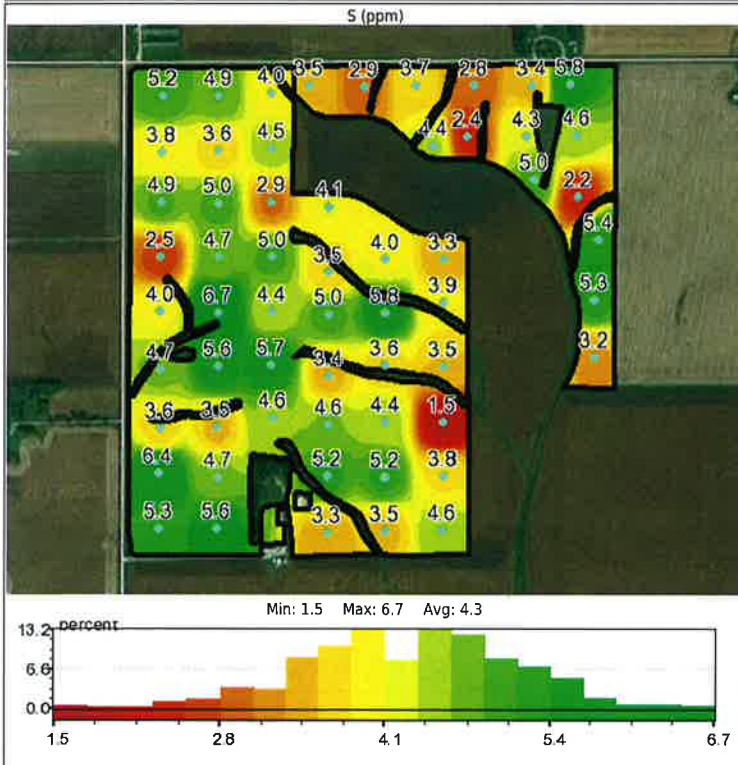 S (ppm)
5.2 4.9 4.0 3.5 2.9 3.7 2.8 3.4 5.8
3.8 3.6 4.5 4.4 2.4 4.3 4.6
4.9 5.0 2.9 4.1 5.0 2.2
2.5 4.7 5.0 3.5 4.0 3.3 5.4
4.0 6.7 4.4 5.0 5.8 3.9 5.3
4.7 5.6 5.7 3.4 3.6 3.5 3.2
3.6 3.5 4.6 4.6 4.4 1.5
6.4 4.7 5.2 5.2 3.8
5.3 5.6 3.3 3.5 4.6
Min: 1.5 Max: 6.7 Avg: 4.3
percent
13.2
6.6
0.0
1.5 2.8 4.1 5.4 6.7